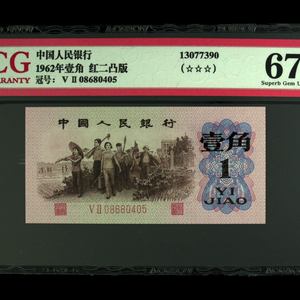 CG
WARRANTY
中国人民银行
1962年壹角 红二凸版
冠号: V II 08680405
13077390
(☆☆☆)
67
Superb Gem U
中国人民银行
壹角
1
YI
JIAO
V II 08680405